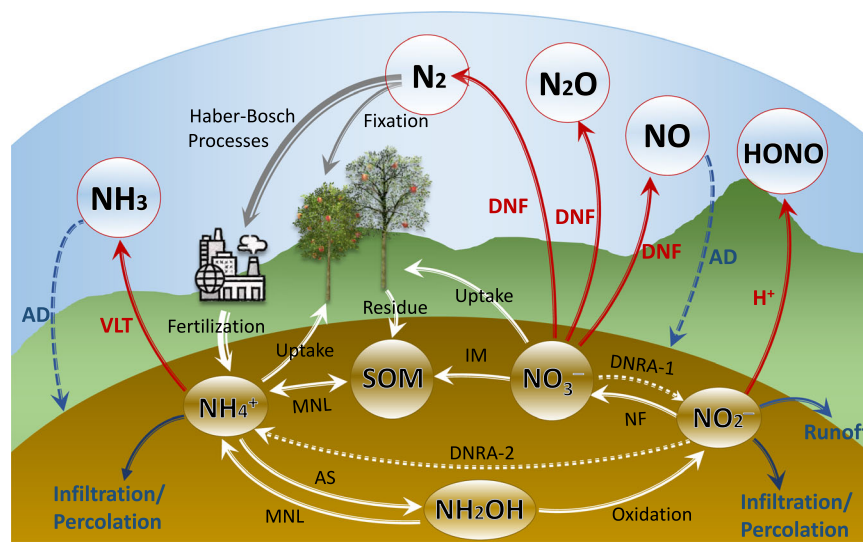 N₂
N₂O
NO
HONO
Haber-Bosch
Processes
Fixation
NH₃
DNF
DNF
DNF
AD
AD
VLT
H⁺
Fertilization
Uptake
Residue
Uptake
NH₄⁺
MNL
SOM
IM
NO₃⁻
DNRA-1
NF
NO₂⁻
Runoff
DNRA-2
AS
MNL
NH₂OH
Oxidation
Infiltration/
Percolation
Infiltration/
Percolation